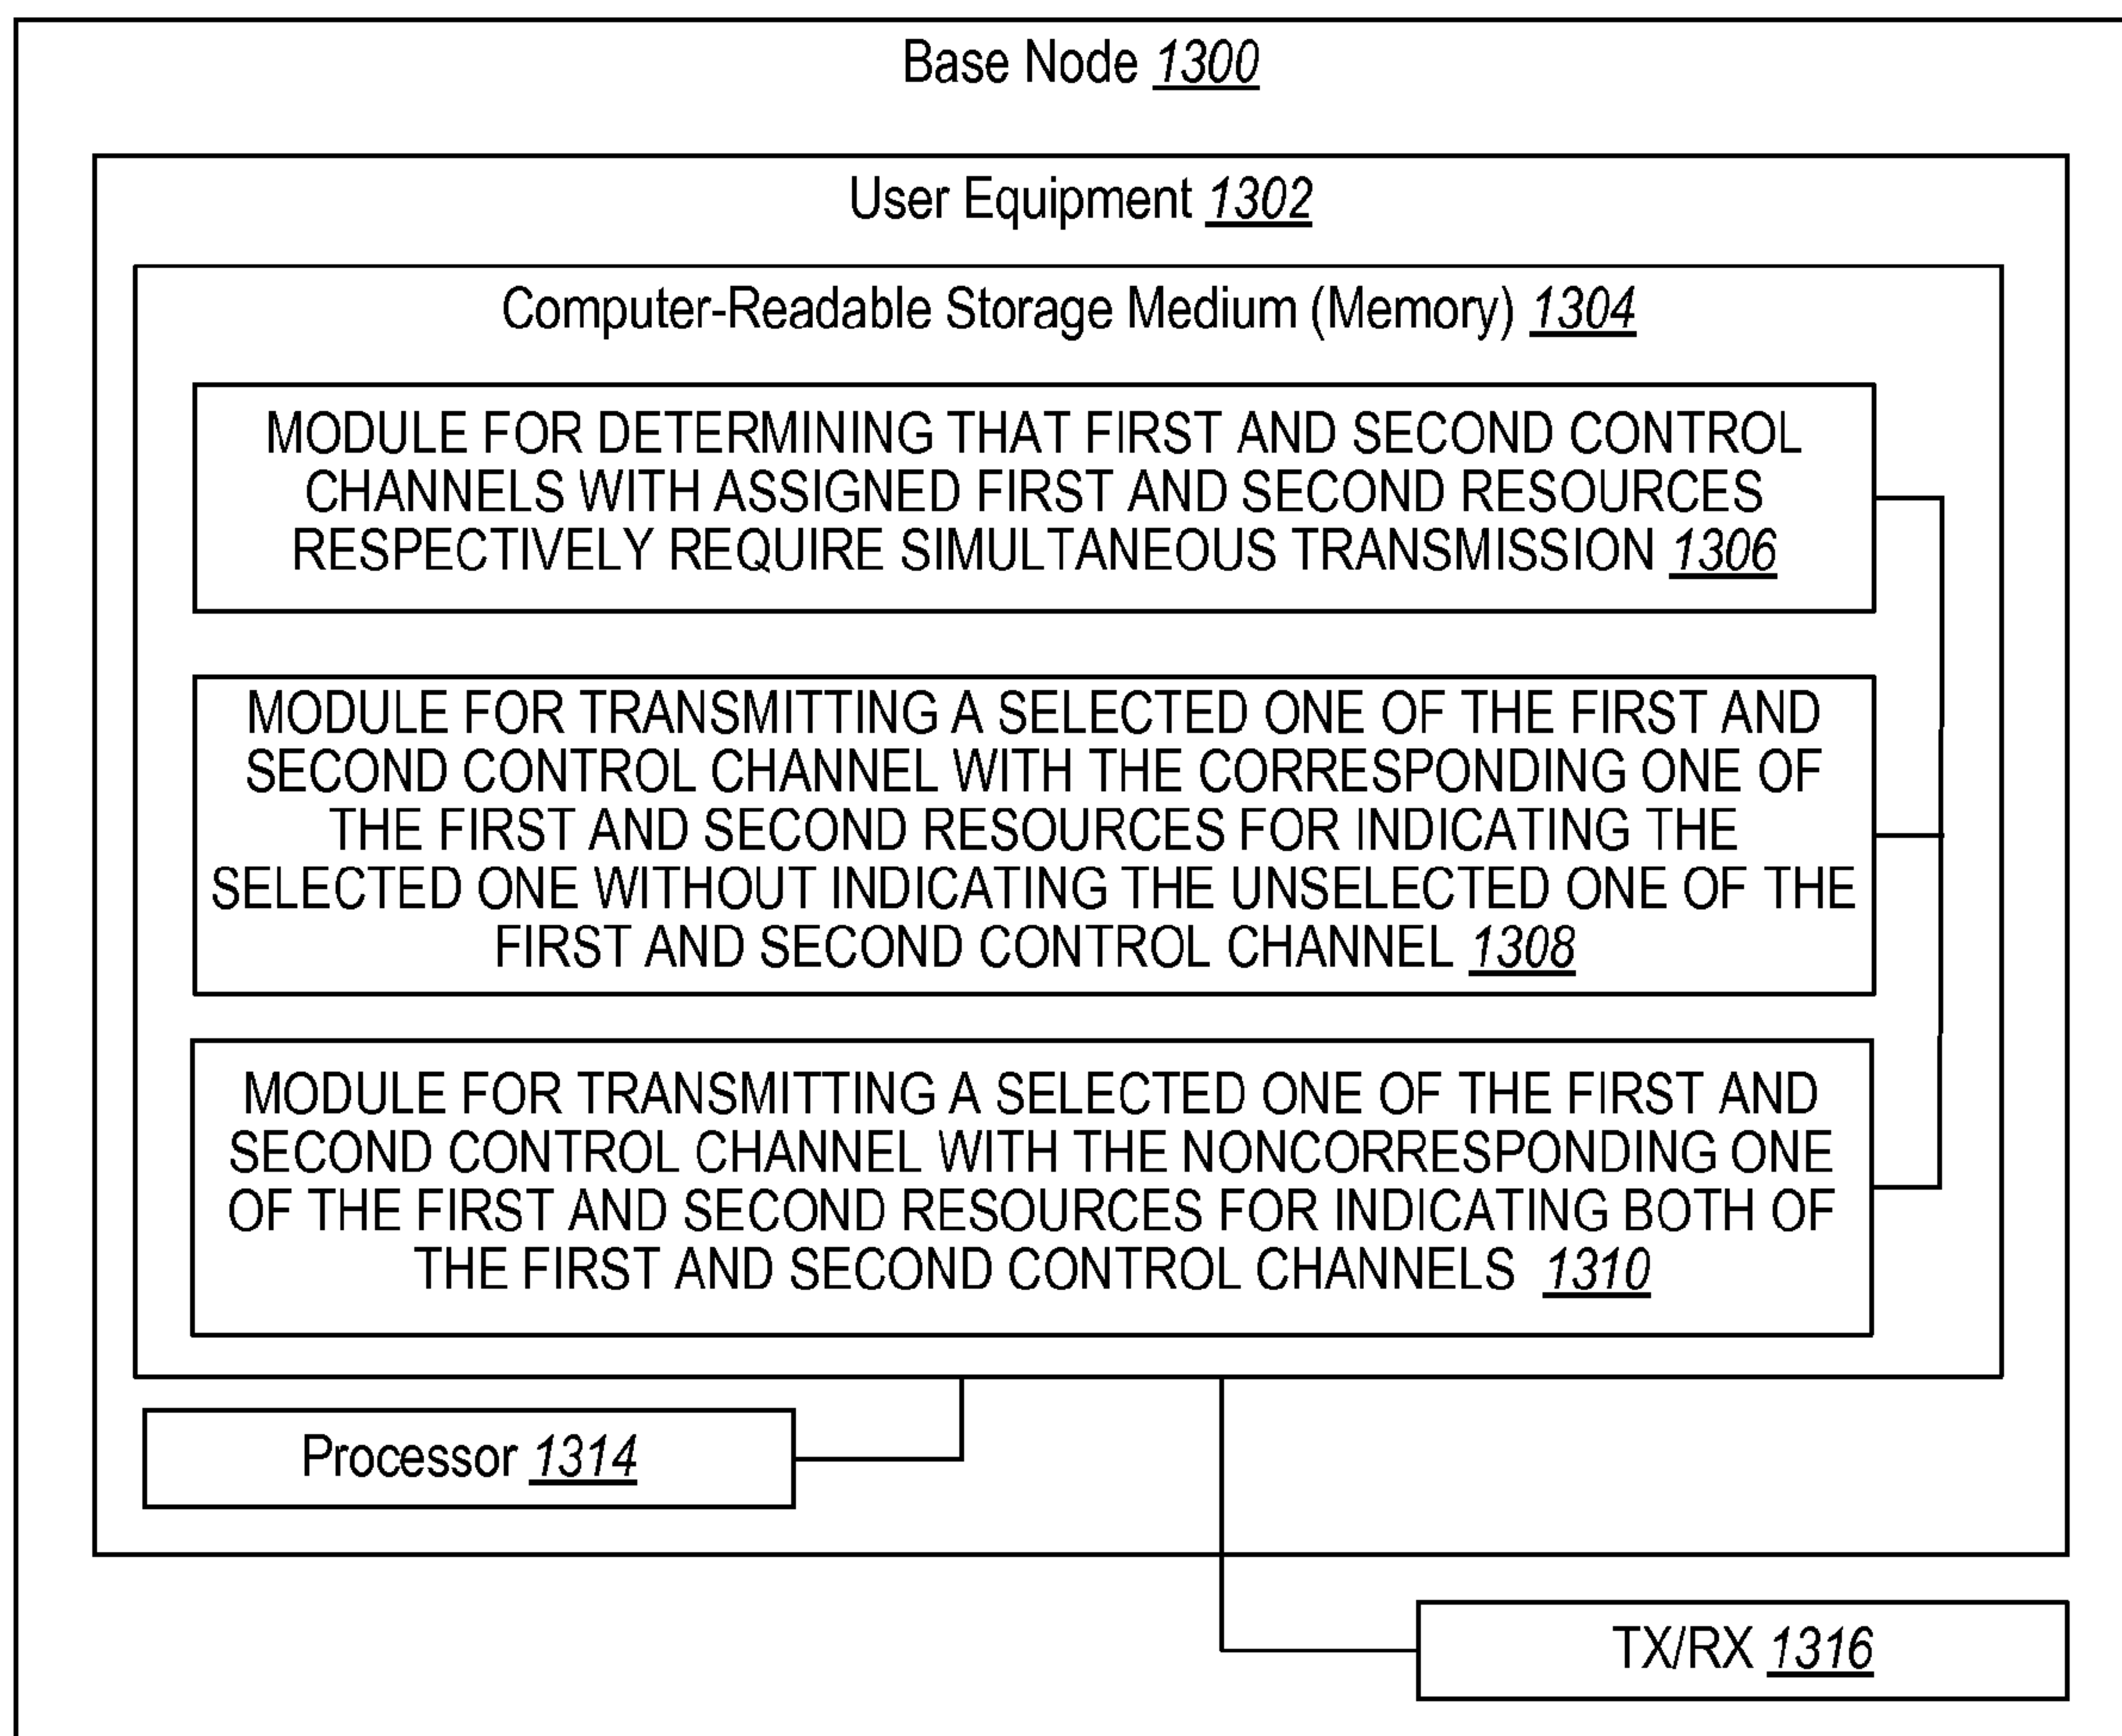 Base Node 1300
User Equipment 1302
Computer-Readable Storage Medium (Memory) 1304
MODULE FOR DETERMINING THAT FIRST AND SECOND CONTROL
CHANNELS WITH ASSIGNED FIRST AND SECOND RESOURCES
RESPECTIVELY REQUIRE SIMULTANEOUS TRANSMISSION 1306
MODULE FOR TRANSMITTING A SELECTED ONE OF THE FIRST AND
SECOND CONTROL CHANNEL WITH THE CORRESPONDING ONE OF
THE FIRST AND SECOND RESOURCES FOR INDICATING THE
SELECTED ONE WITHOUT INDICATING THE UNSELECTED ONE OF THE
FIRST AND SECOND CONTROL CHANNEL 1308
MODULE FOR TRANSMITTING A SELECTED ONE OF THE FIRST AND
SECOND CONTROL CHANNEL WITH THE NONCORRESPONDING ONE
OF THE FIRST AND SECOND RESOURCES FOR INDICATING BOTH OF
THE FIRST AND SECOND CONTROL CHANNELS 1310
Processor 1314
TX/RX 1316